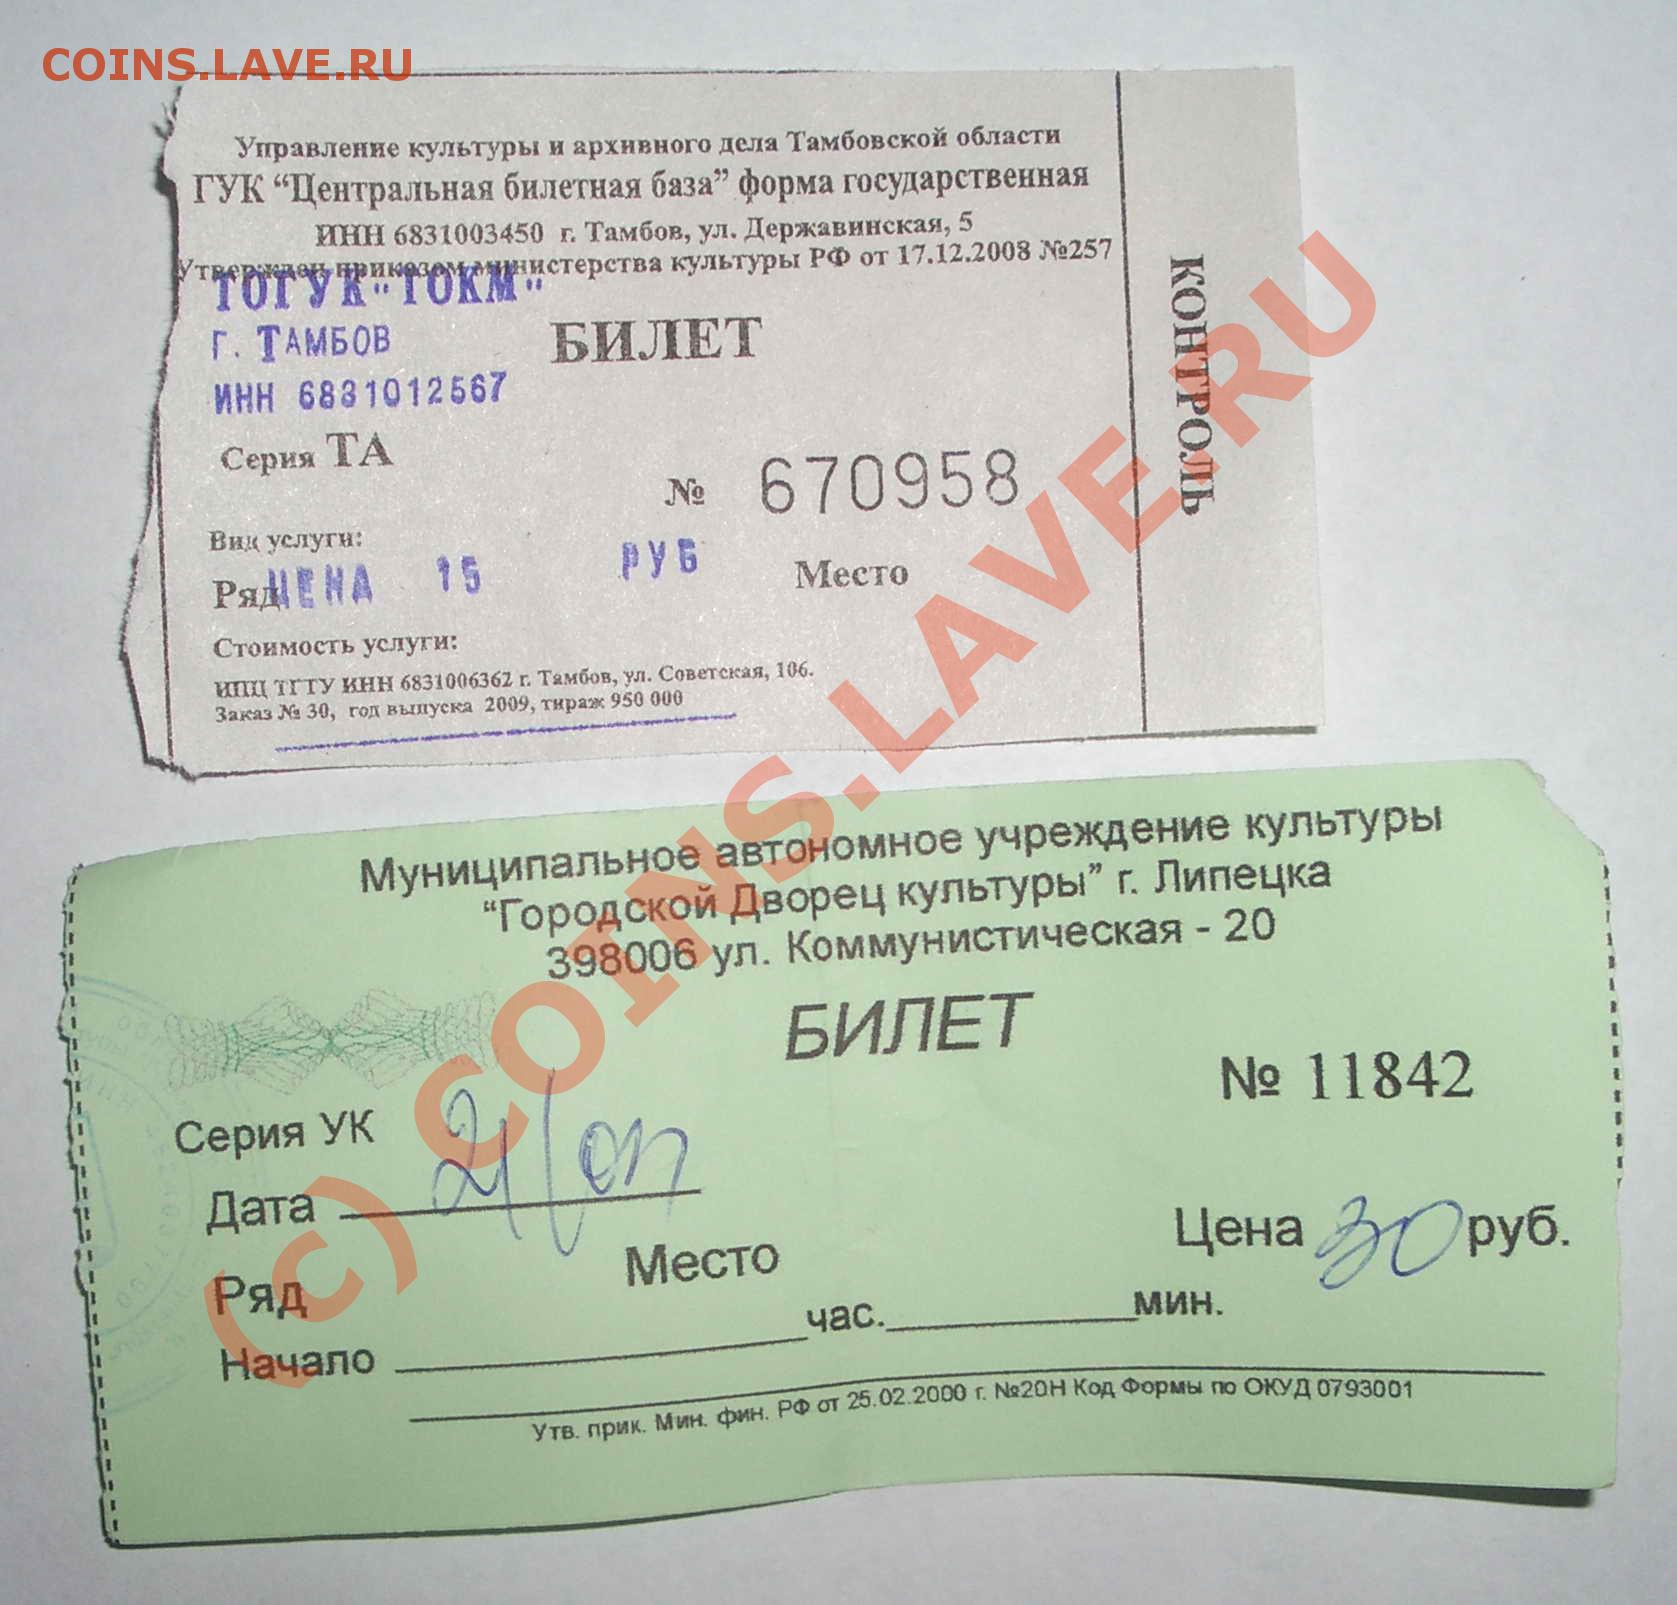 COINS.LAVE.RU
Управление культуры и архивного дела Тамбовской области
ГУК “Центральная билетная база” форма государственная
ИНН 6831003450 г. Тамбов, ул. Державинская, 5
Утвержден приказом министерства культуры РФ от 17.12.2008 №257
ТОГУК "ТОКМ"
г. ТАМБОВ
БИЛЕТ
ИНН 6831012567
Серия ТА
№ 670958
КОНТРОЛЬ
Вид услуги:
Ряд ЦЕНА 15 РУБ Место
Стоимость услуги:
ИПЦ ТГТУ ИНН 6831006362 г. Тамбов, ул. Советская, 106.
Заказ № 30, год выпуска 2009, тираж 950 000
Муниципальное автономное учреждение культуры
“Городской Дворец культуры” г. Липецка
398006 ул. Коммунистическая - 20
БИЛЕТ
№ 11842
Серия УК
Дата 21/
Цена 30 руб.
Ряд Место
Начало час. мин.
Утв. прик. Мин. фин. РФ от 25.02.2000 г. №20Н Код Формы по ОКУД 0793001
(c) COINS.LAVE.RU